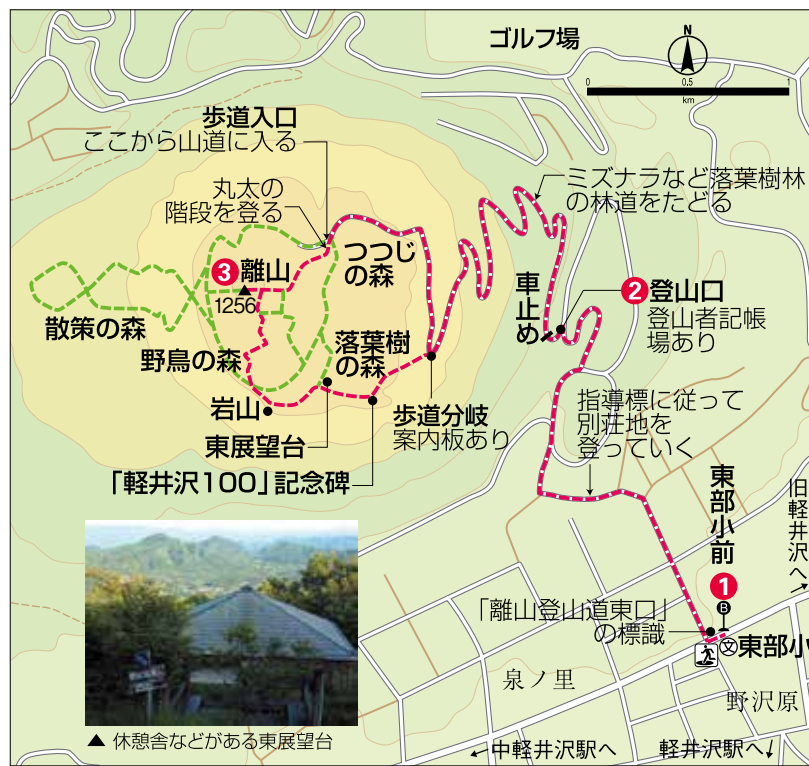 ゴルフ場
N
0
0,5
1
km
歩道入口
ここから山道に入る
丸太の
階段を登る
ミズナラなど落葉樹林
の林道をたどる
つつじ
の森
3
離山
1256
車止め
2
登山口
登山者記帳
場あり
散策の森
野鳥の森
落葉樹
の森
岩山
東展望台
歩道分岐
案内板あり
「軽井沢100」記念碑
指導標に従って
別荘地を
登っていく
東部小前
旧軽井沢へ
1
B
「離山登山道東口」
の標識
文
東部小
泉ノ里
野沢原
中軽井沢駅へ
軽井沢駅へ
▲ 休憩舎などがある東展望台